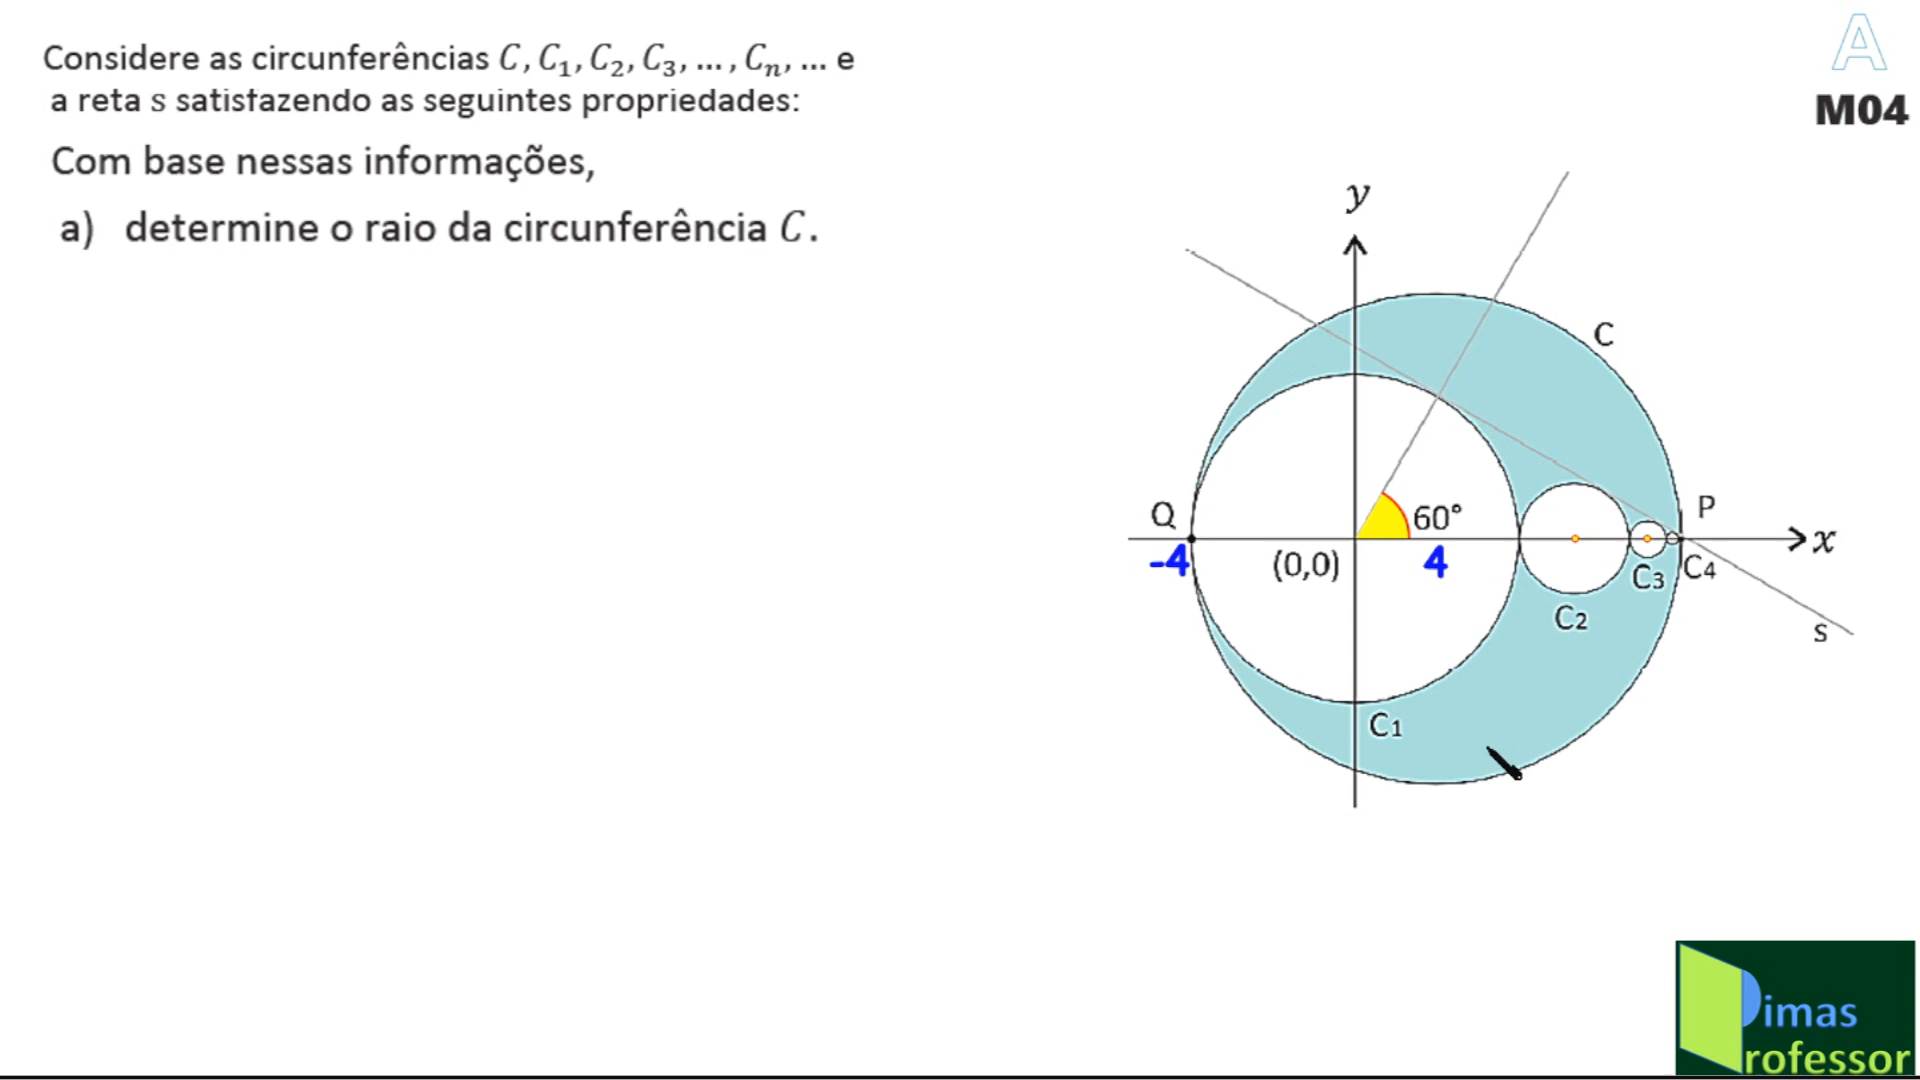 Considere as circunferências C, C₁, C₂, C₃, ... , Cₙ, ... e
a reta s satisfazendo as seguintes propriedades:
Com base nessas informações,
a) determine o raio da circunferência C.
A
M04
y
C
Q
60°
P
-4
(0,0)
4
x
C3
C4
C2
s
C1
Dimas
Professor